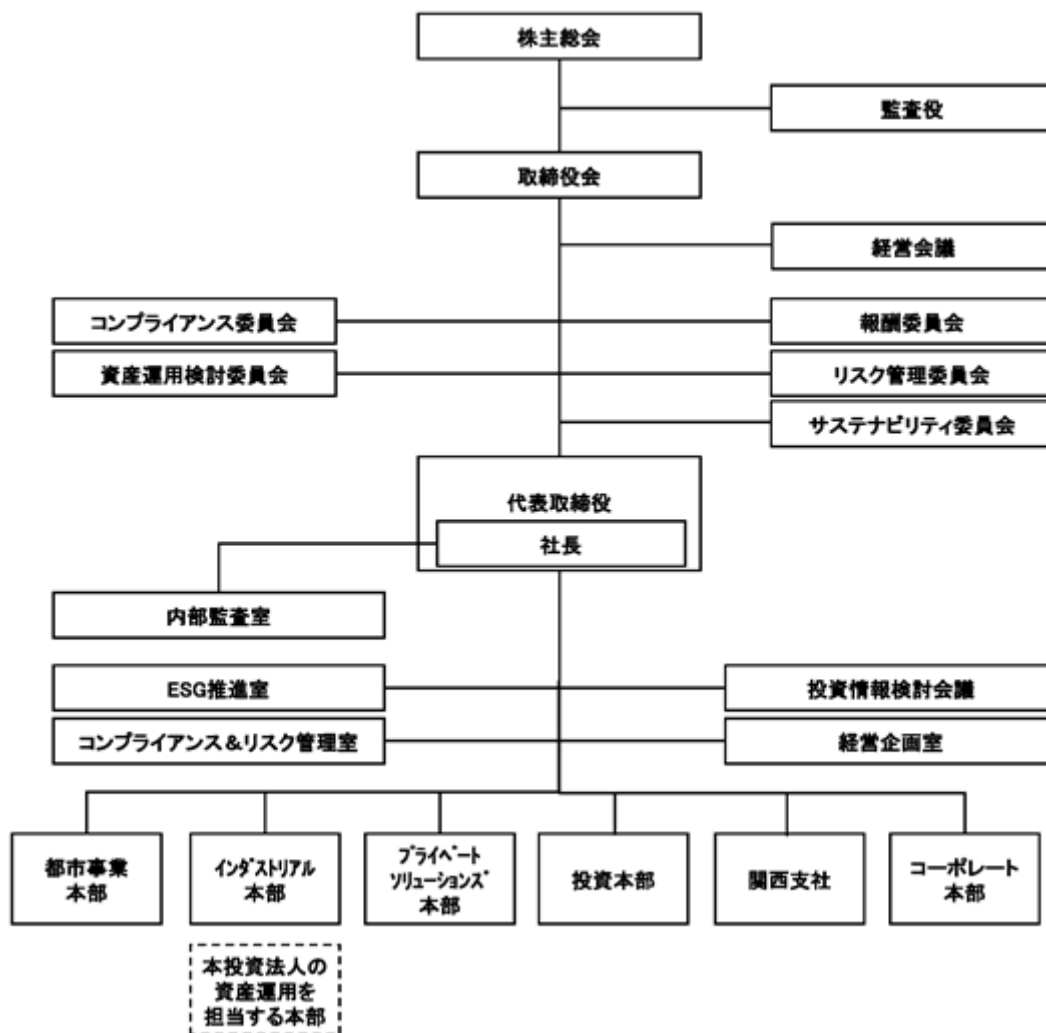 株主総会
監査役
取締役会
経営会議
コンプライアンス委員会
報酬委員会
資産運用検討委員会
リスク管理委員会
サステナビリティ委員会
代表取締役
社長
内部監査室
ESG推進室
投資情報検討会議
コンプライアンス&リスク管理室
経営企画室
都市事業
本部
インダストリアル
本部
プライベート
ソリューションズ
本部
投資本部
関西支社
コーポレート
本部
本投資法人の
資産運用を
担当する本部